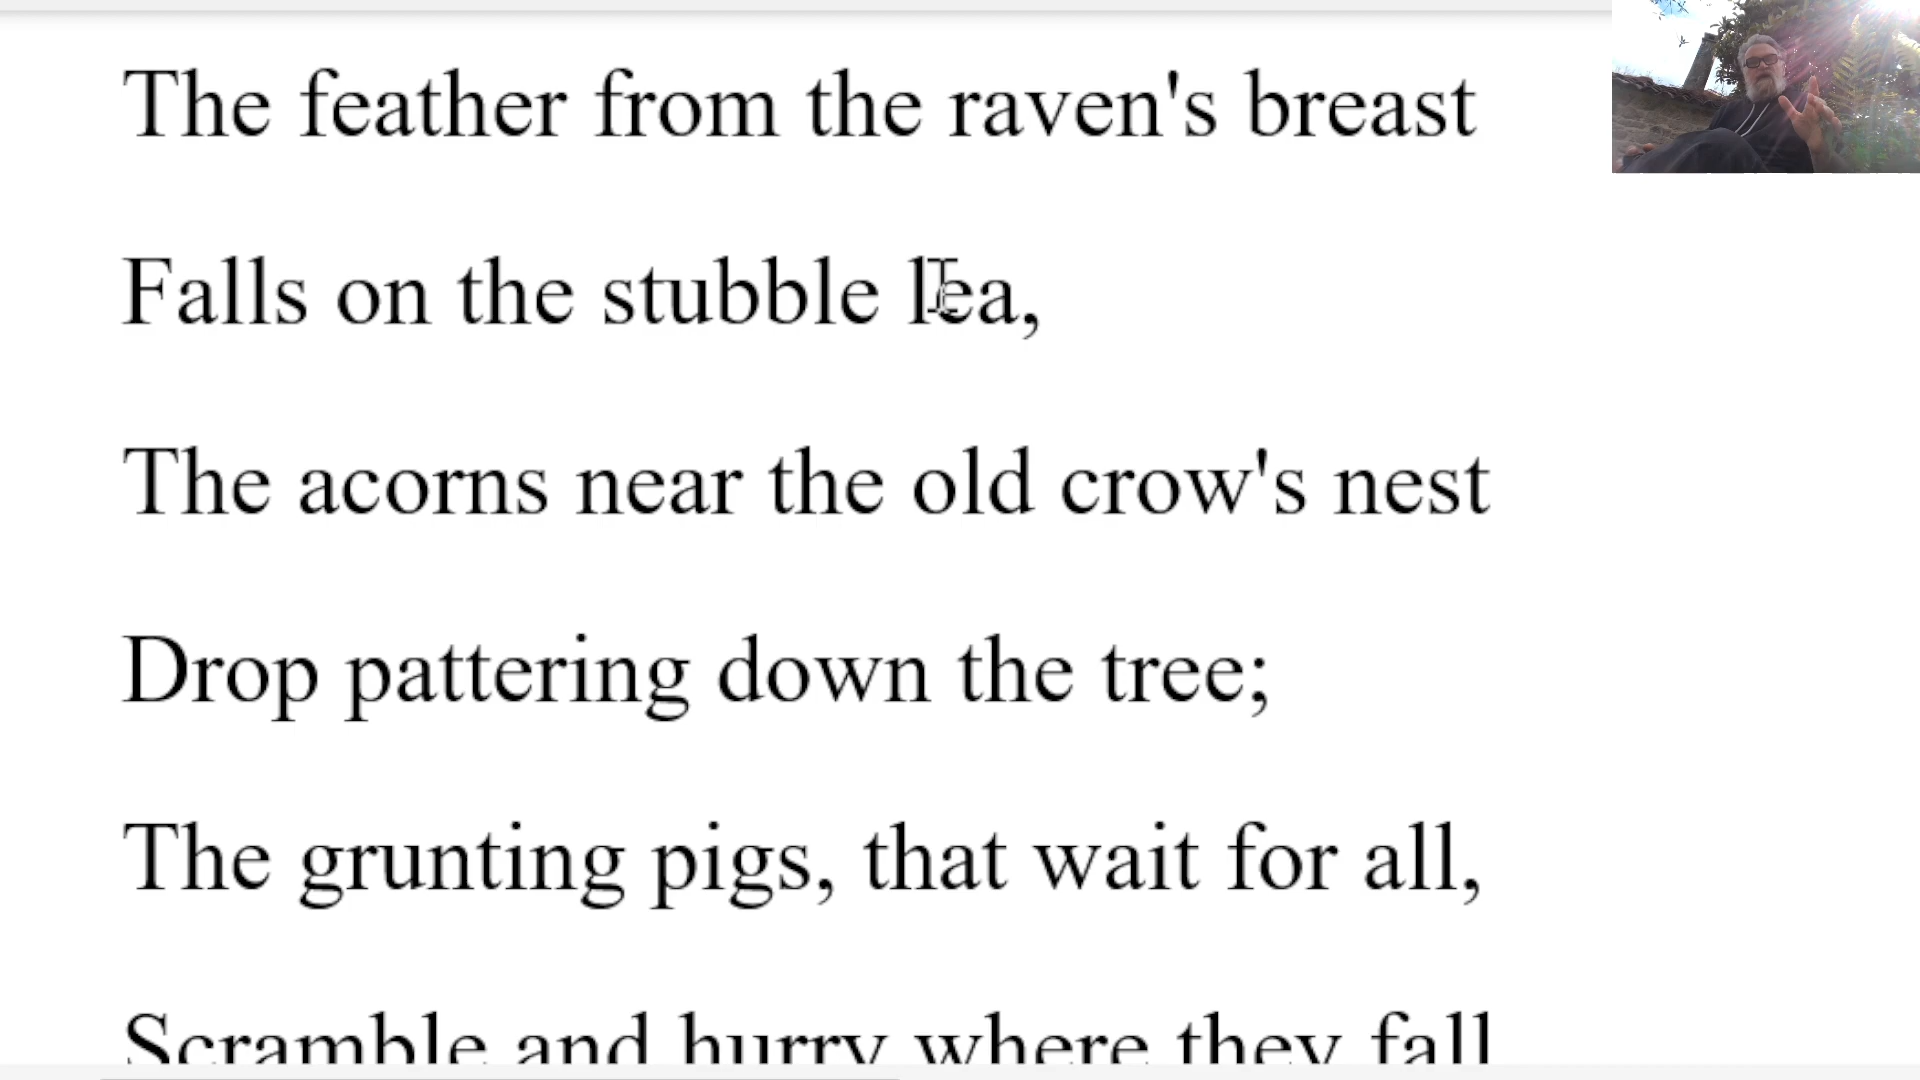 The feather from the raven's breast
Falls on the stubble lea,
The acorns near the old crow's nest
Drop pattering down the tree;
The grunting pigs, that wait for all,
Scramble and hurry where they fall